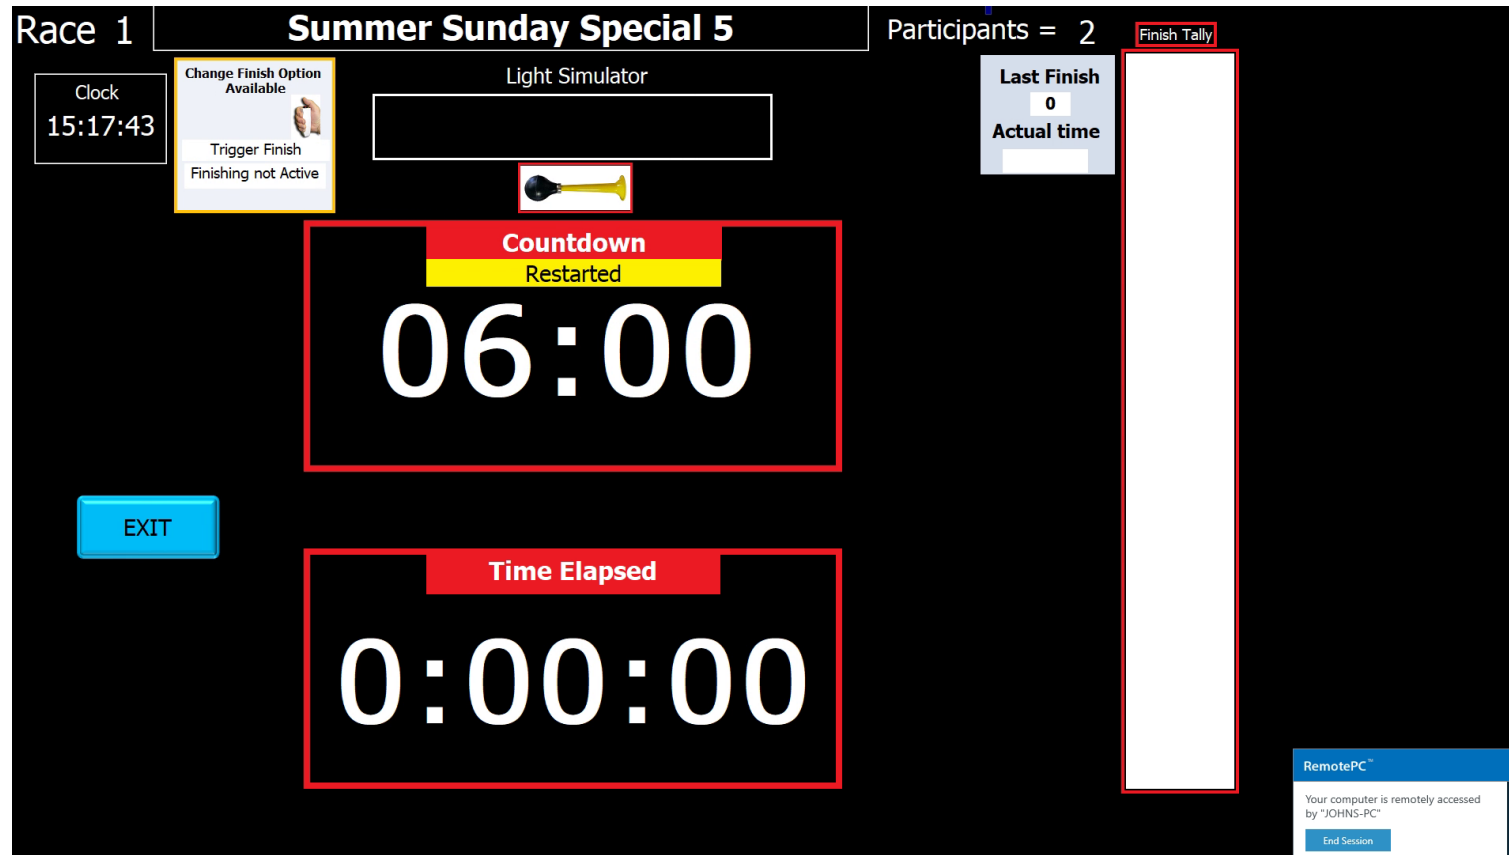 Race 1
Summer Sunday Special 5
Participants = 2
Finish Tally
Clock
15:17:43
Change Finish Option
Available
Trigger Finish
Finishing not Active
Light Simulator
Last Finish
0
Actual time
Countdown
Restarted
06:00
EXIT
Time Elapsed
0:00:00
RemotePC™
Your computer is remotely accessed
by "JOHNS-PC"
End Session